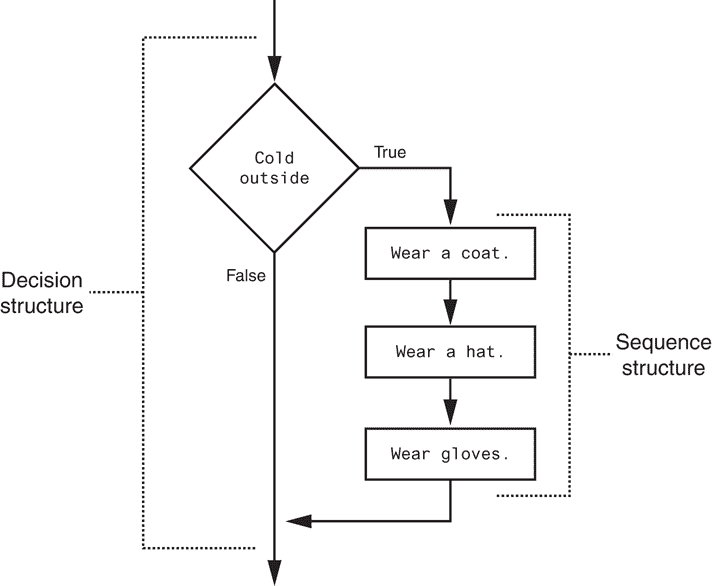 Cold
outside
True
Wear a coat.
False
Decision
structure
Wear a hat.
Sequence
structure
Wear gloves.